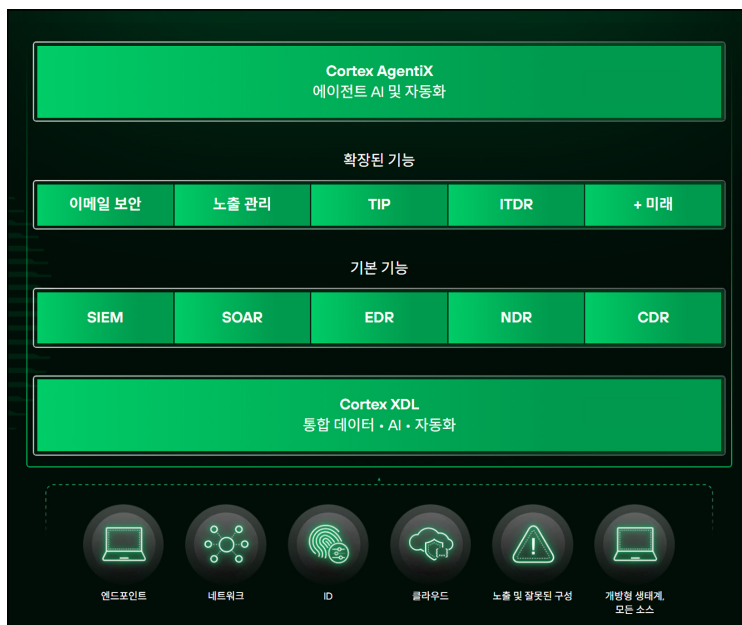 Cortex AgentiX
에이전트 AI 및 자동화
확장된 기능
이메일 보안
노출 관리
TIP
ITDR
+ 미래
기본 기능
SIEM
SOAR
EDR
NDR
CDR
Cortex XDL
통합 데이터 • AI • 자동화
엔드포인트
네트워크
ID
클라우드
노출 및 잘못된 구성
개방형 생태계,
모든 소스